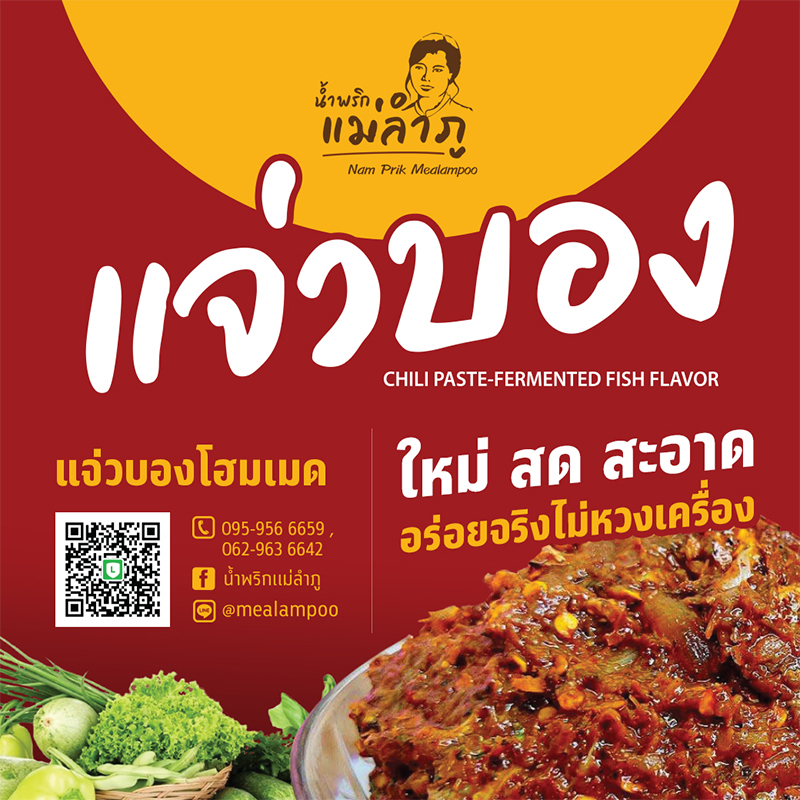 น้ำพริก
แม่ลำภู
Nam Prik Mealampoo
แจ่วบอง
CHILI PASTE-FERMENTED FISH FLAVOR
แจ่วบองโฮมเมด
095-956 6659 ,
062-963 6642
น้ำพริกแม่ลำภู
LINE @mealampoo
ใหม่ สด สะอาด
อร่อยจริงไม่หวงเครื่อง